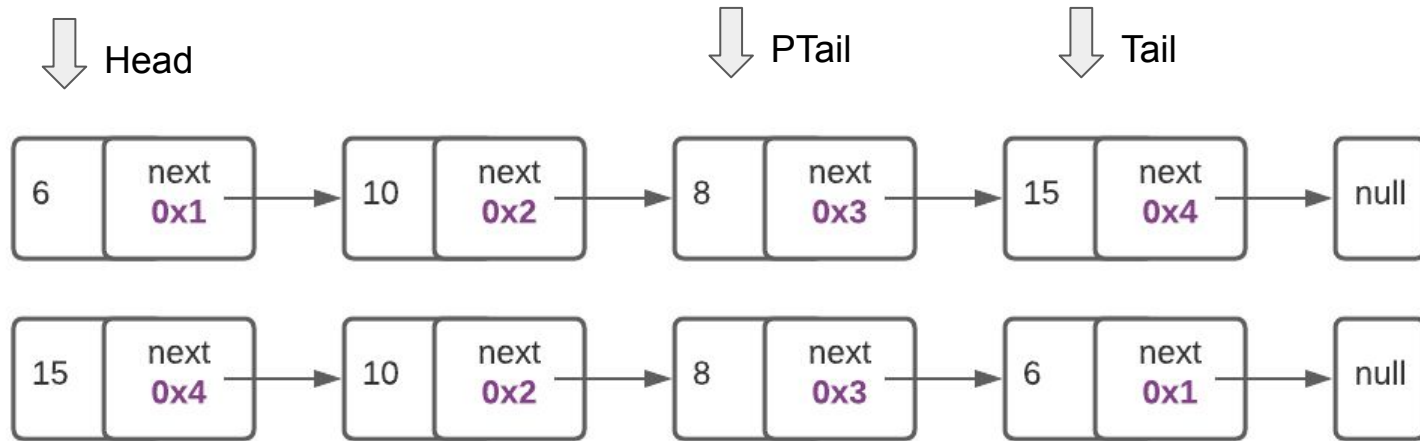 Head
PTail
Tail
6 next 0x1
10 next 0x2
8 next 0x3
15 next 0x4
null
15 next 0x4
10 next 0x2
8 next 0x3
6 next 0x1
null